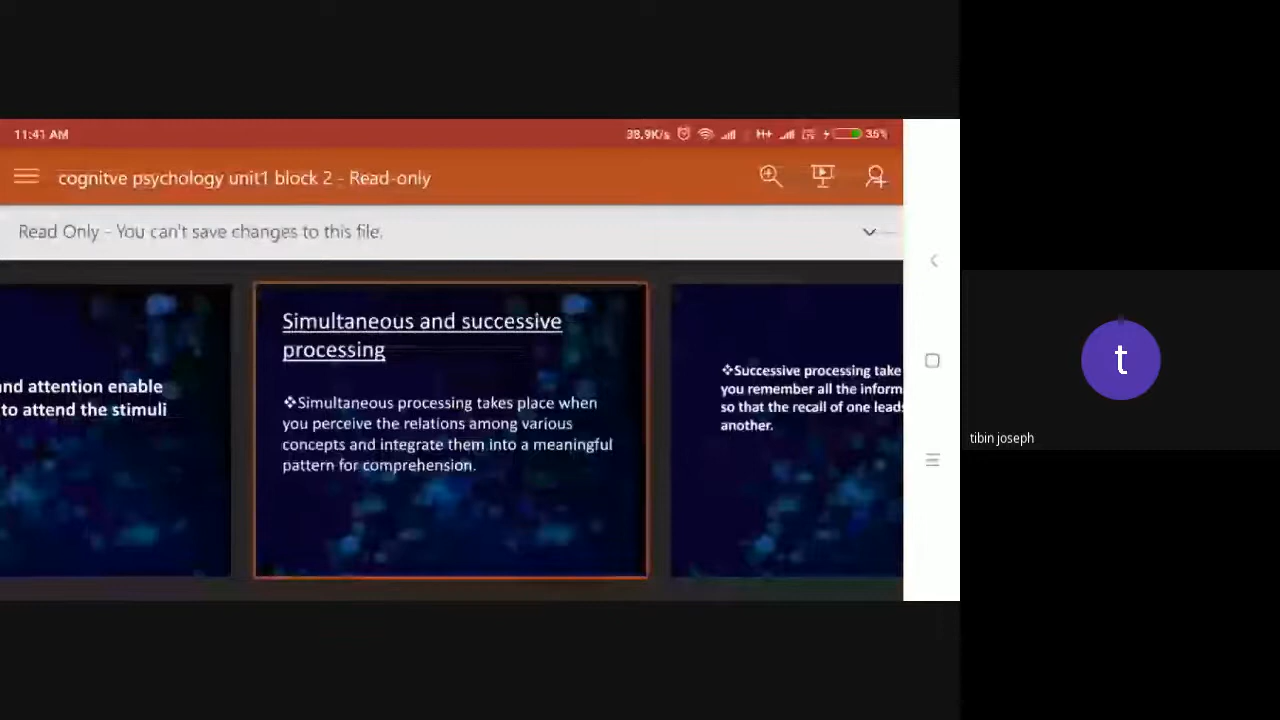 11:41 AM
38.9K/s
H+
35%
cognitve psychology unit1 block 2 - Read-only
Read Only - You can't save changes to this file.
nd attention enable
to attend the stimuli
Simultaneous and successive
processing
❖Simultaneous processing takes place when
you perceive the relations among various
concepts and integrate them into a meaningful
pattern for comprehension.
❖Successive processing take
you remember all the inform
so that the recall of one leads
another.
t
tibin joseph